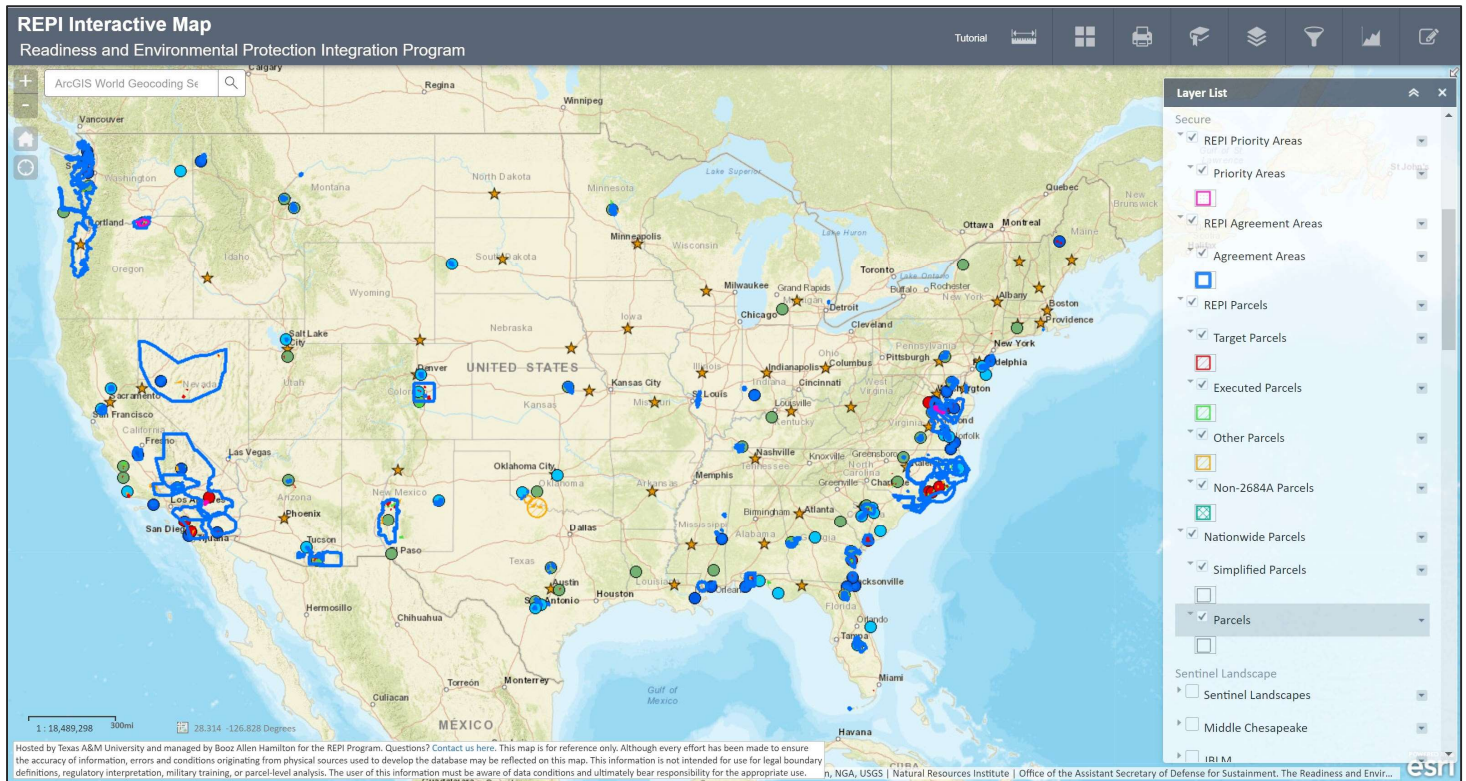 REPI Interactive Map
Readiness and Environmental Protection Integration Program
Tutorial
ArcGIS World Geocoding Se
Calgary
Regina
Winnipeg
Vancouver
Washington
Montana
North Dakota
Minnesota
Lake Superior
Quebec
New
Brunswick
St John's
Portland
Ottawa
Montreal
Maine
Minneapolis
Wisconsin
Lake Huron
Oregon
Idaho
South Dakota
Toronto
Lake Ontario
Wyoming
Milwaukee
Grand Rapids
Michigan
Buffalo
Rochester
New York
Albany
Boston
Detroit
Providence
Chicago
Iowa
Cleveland
Salt Lake
City
Nebraska
Pennsylvania
New York
Denver
UNITED STATES
Illinois
Indianapolis
Ohio
Columbus
Pittsburgh
Nevada
Utah
Kansas City
Indiana
Cincinnati
West
Virginia
Sacramento
San Francisco
Kansas
Louisville
Kentucky
Virginia
California
Fresno
Las Vegas
Nashville
Tennessee
Knoxville
Greensboro
North
Carolina
Oklahoma City
Oklahoma
Memphis
Greenville
Arizona
New Mexico
Arkansas
Phoenix
Birmingham
Atlanta
San Diego
Tijuana
Dallas
Mississippi
Alabama
Tucson
Texas
El Paso
Austin
Louisiana
San Antonio
Houston
Hermosillo
Chihuahua
Florida
Orlando
Tampa
Torreón
Monterrey
Miami
Culiacan
Gulf of
Mexico
MÉXICO
Havana
CUBA
1 : 18,489,298
300mi
28.314 -126.828 Degrees
Layer List
Secure
REPI Priority Areas
Priority Areas
REPI Agreement Areas
Agreement Areas
REPI Parcels
Target Parcels
Executed Parcels
Other Parcels
Non-2684A Parcels
Nationwide Parcels
Simplified Parcels
Parcels
Sentinel Landscape
Sentinel Landscapes
Middle Chesapeake
JBLM
Hosted by Texas A&M University and managed by Booz Allen Hamilton for the REPI Program. Questions? Contact us here. This map is for reference only. Although every effort has been made to ensure
the accuracy of information, errors and conditions originating from physical sources used to develop the database may be reflected on this map. This information is not intended for use for legal boundary
definitions, regulatory interpretation, military training, or parcel-level analysis. The user of this information must be aware of data conditions and ultimately bear responsibility for the appropriate use.
n, NGA, USGS | Natural Resources Institute | Office of the Assistant Secretary of Defense for Sustainment. The Readiness and Envir...
esri